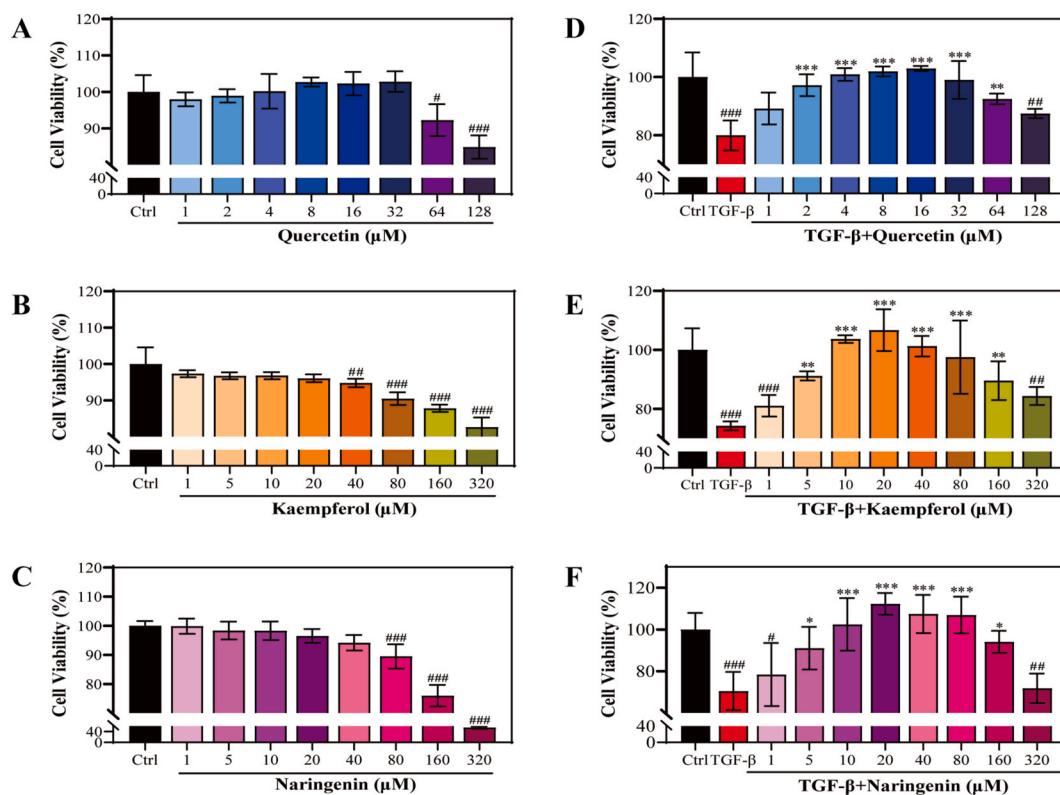 A
120
110
100
90
40
0
Cell Viability (%)
#
###
Ctrl 1 2 4 8 16 32 64 128
Quercetin (μM)
D
120
100
80
40
0
Cell Viability (%)
###
***
***
***
***
***
**
##
Ctrl TGF-β 1 2 4 8 16 32 64 128
TGF-β+Quercetin (μM)
B
120
110
100
90
40
0
Cell Viability (%)
##
###
###
###
Ctrl 1 5 10 20 40 80 160 320
Kaempferol (μM)
E
120
100
80
40
0
Cell Viability (%)
###
###
**
***
***
***
***
**
##
Ctrl TGF-β 1 5 10 20 40 80 160 320
TGF-β+Kaempferol (μM)
C
120
110
100
90
80
40
0
Cell Viability (%)
###
###
###
Ctrl 1 5 10 20 40 80 160 320
Naringenin (μM)
F
120
100
80
40
0
Cell Viability (%)
###
#
*
***
***
***
***
*
##
Ctrl TGF-β 1 5 10 20 40 80 160 320
TGF-β+Naringenin (μM)